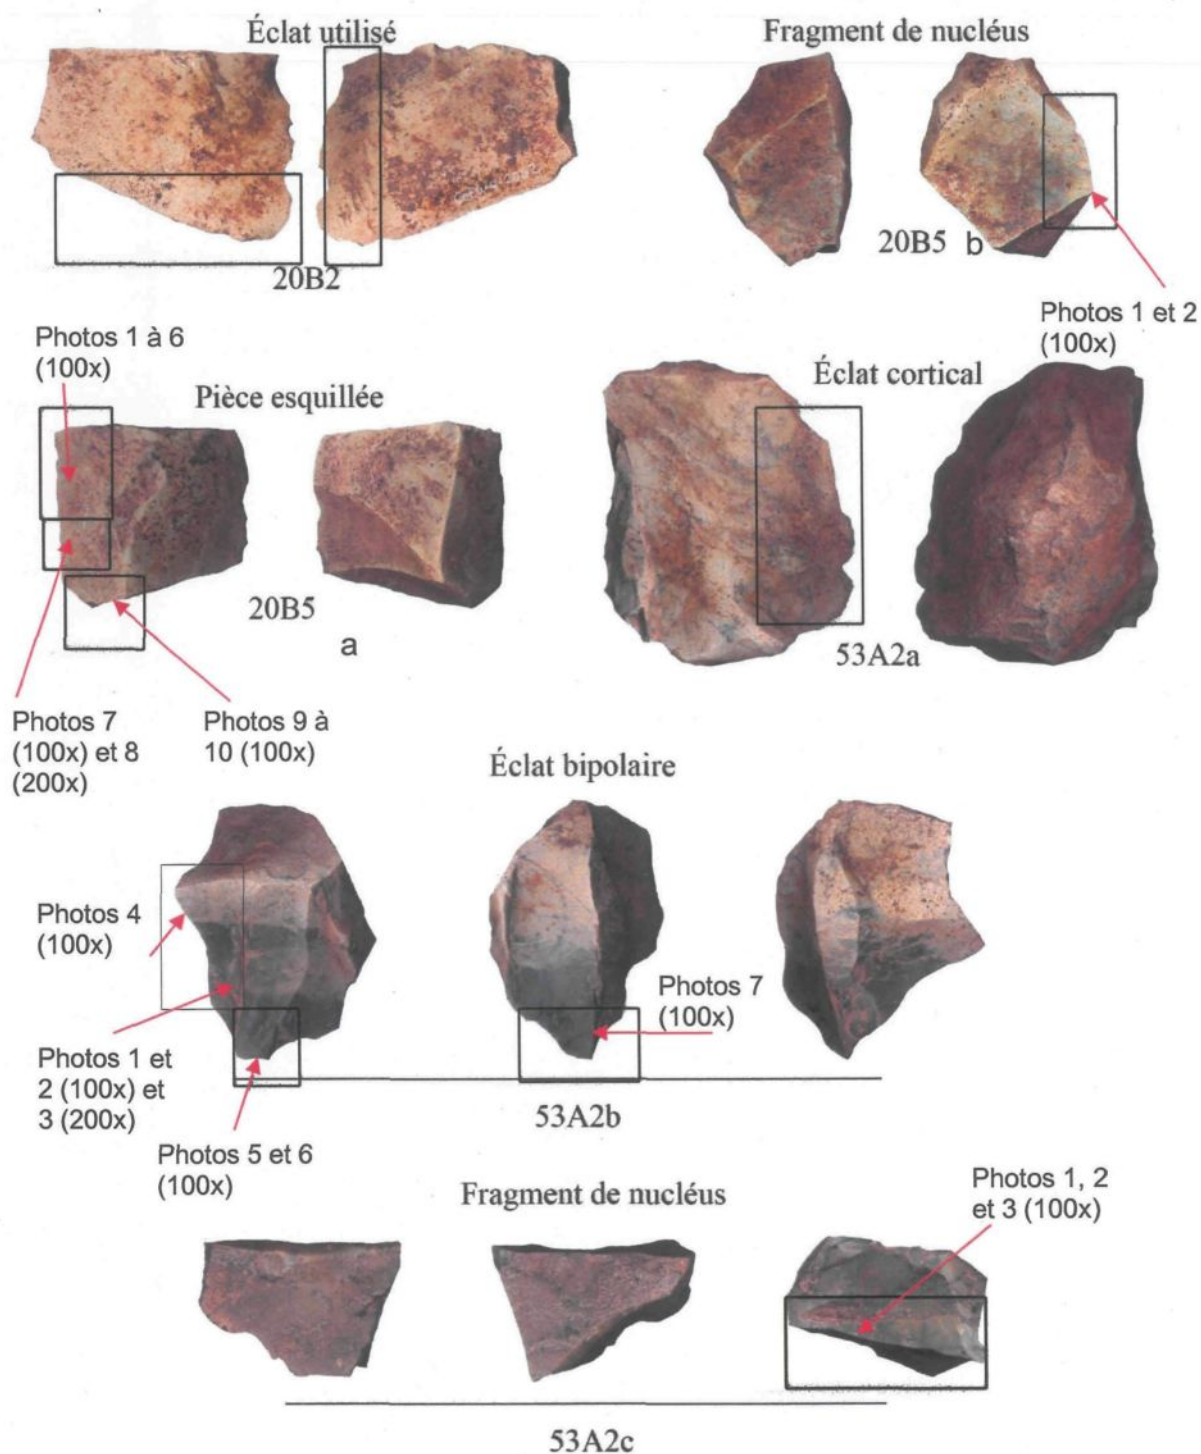 Éclat utilisé
Fragment de nucléus
20B2
20B5 b
Photos 1 et 2
(100x)
Photos 1 à 6
(100x)
Pièce esquillée
Éclat cortical
20B5
a
53A2a
Photos 7
(100x) et 8
(200x)
Photos 9 à
10 (100x)
Éclat bipolaire
Photos 4
(100x)
Photos 7
(100x)
Photos 1 et
2 (100x) et
3 (200x)
53A2b
Photos 5 et 6
(100x)
Fragment de nucléus
Photos 1, 2
et 3 (100x)
53A2c